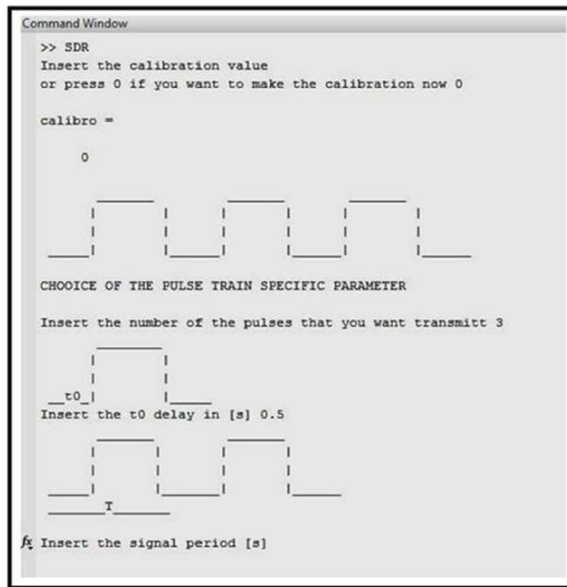 Command Window
>> SDR
Insert the calibration value
or press 0 if you want to make the calibration now 0
calibro =
0
CHOOICE OF THE PULSE TRAIN SPECIFIC PARAMETER
Insert the number of the pulses that you want transmitt 3
t0
Insert the t0 delay in [s] 0.5
T
fx Insert the signal period [s]